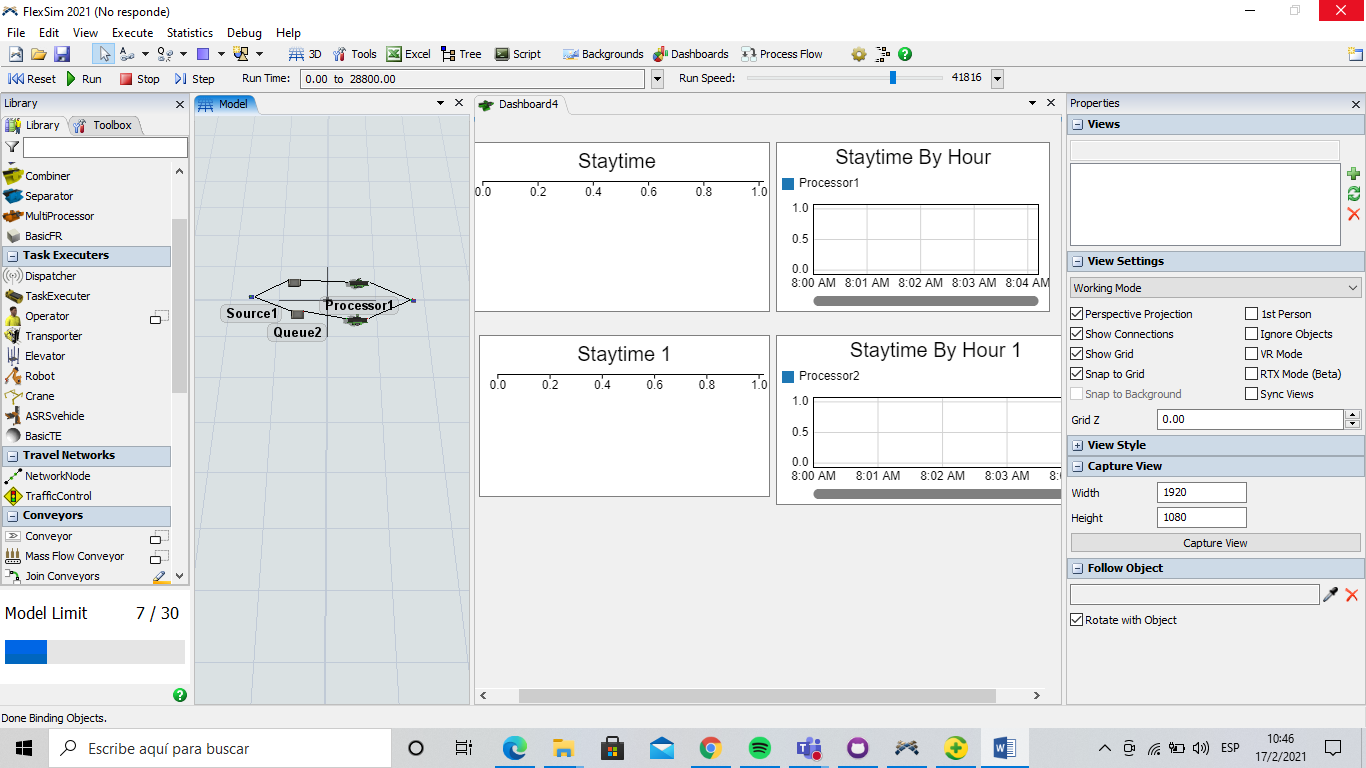 FlexSim 2021 (No responde)
File Edit View Execute Statistics Debug Help
3D Tools Excel Tree Script Backgrounds Dashboards Process Flow
Reset Run Stop Step Run Time: 0.00 to 28800.00 Run Speed: 41816
Library
Library Toolbox
Combiner
Separator
MultiProcessor
BasicFR
Task Executers
Dispatcher
TaskExecuter
Operator
Transporter
Elevator
Robot
Crane
ASRSvehicle
BasicTE
Travel Networks
NetworkNode
TrafficControl
Conveyors
Conveyor
Mass Flow Conveyor
Join Conveyors
Model Limit 7 / 30
Model
Source1
Queue2
Processor1
Dashboard4
Staytime
0.0 0.2 0.4 0.6 0.8 1.0
Staytime By Hour
Processor1
1.0
0.5
0.0
8:00 AM 8:01 AM 8:02 AM 8:03 AM 8:04 AM
Staytime 1
0.0 0.2 0.4 0.6 0.8 1.0
Staytime By Hour 1
Processor2
1.0
0.5
0.0
8:00 AM 8:01 AM 8:02 AM 8:03 AM 8:0
Properties
Views
View Settings
Working Mode
Perspective Projection 1st Person
Show Connections Ignore Objects
Show Grid VR Mode
Snap to Grid RTX Mode (Beta)
Snap to Background Sync Views
Grid Z 0.00
View Style
Capture View
Width 1920
Height 1080
Capture View
Follow Object
Rotate with Object
Done Binding Objects.
Escribe aquí para buscar
ESP
10:46
17/2/2021